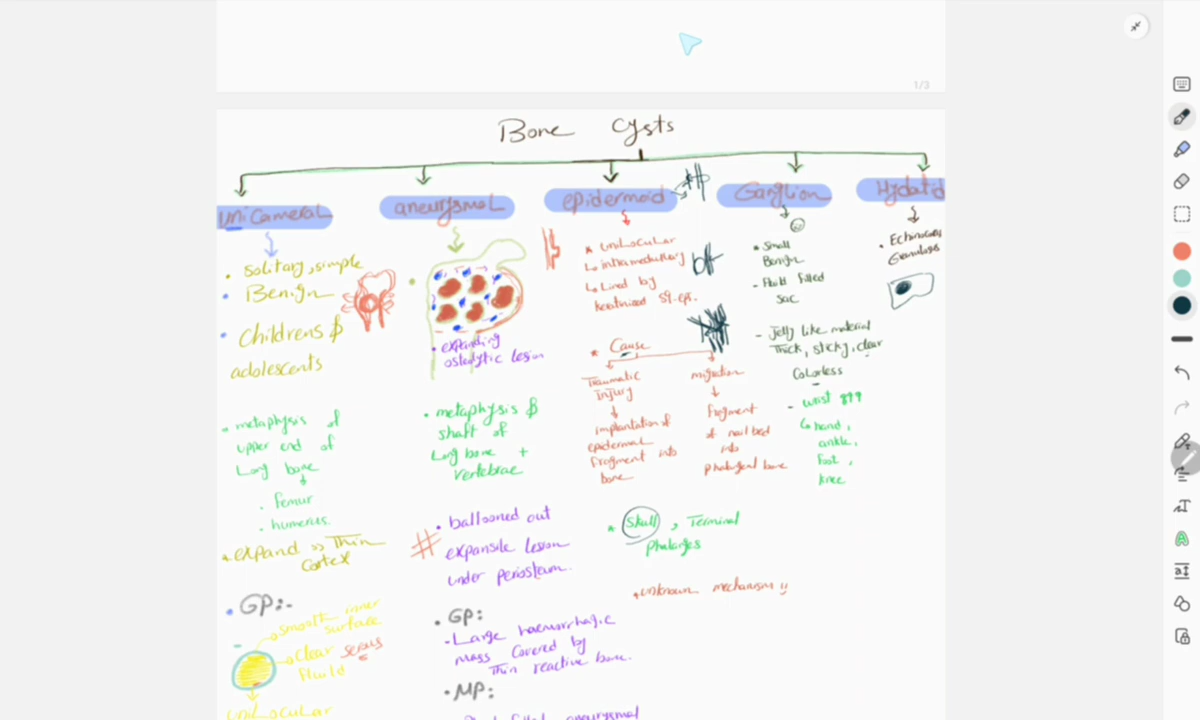 1/3
Bone Cysts
Unicameral
aneurysmal
epidermoid
Ganglion
Hydatid
• Solitary, simple
• Benign
• Childrens &
adolescents
- metaphysis of
upper end of
Long bone
. femur
. humerus.
* expand >> Thin
Cortex
• GP:-
- Smooth inner
surface
Clear serous
fluid
UniLocular
• expanding
osteolytic lesion
• metaphysis &
shaft of
Long bone +
vertebrae
#
• ballooned out
expansile lesion
under periosteum.
• GP:
- Large haemorrhagic
mass covered by
Thin reactive bone.
• MP:
aneurysmal
* UniLocular
intramedullary
Lined by
keratinized sq. ep.
* Cause
Traumatic
injury
implantation of
epidermal
fragment into
bone
migration
fragment
of nail bed
into
phalangeal bone
* Skull, Terminal
phalanges
* unknown mechanism !!
* Small
Benign
- Fluid filled
sac
- Jelly like material
Thick, sticky, clear
Colorless
- wrist
hand,
ankle,
foot,
knee
• Echinococcus
Granulosus